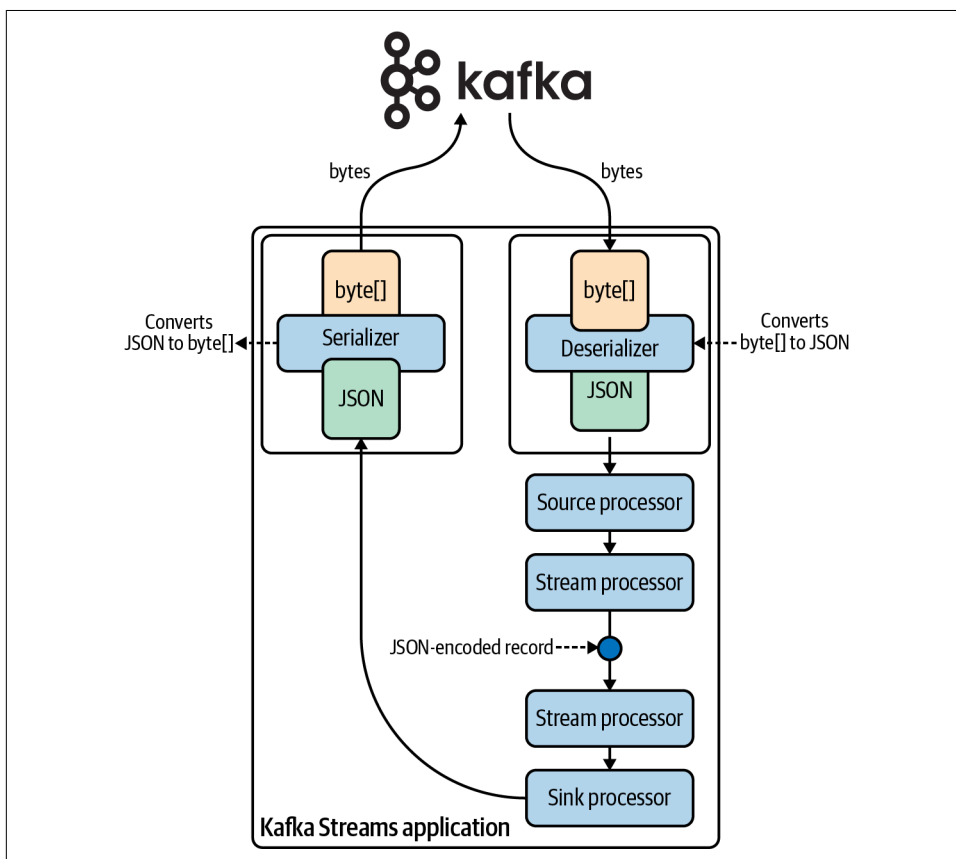 kafka
bytes
bytes
byte[]
byte[]
Converts
JSON to byte[]
Serializer
Deserializer
Converts
byte[] to JSON
JSON
JSON
Source processor
Stream processor
JSON-encoded record
Stream processor
Sink processor
Kafka Streams application